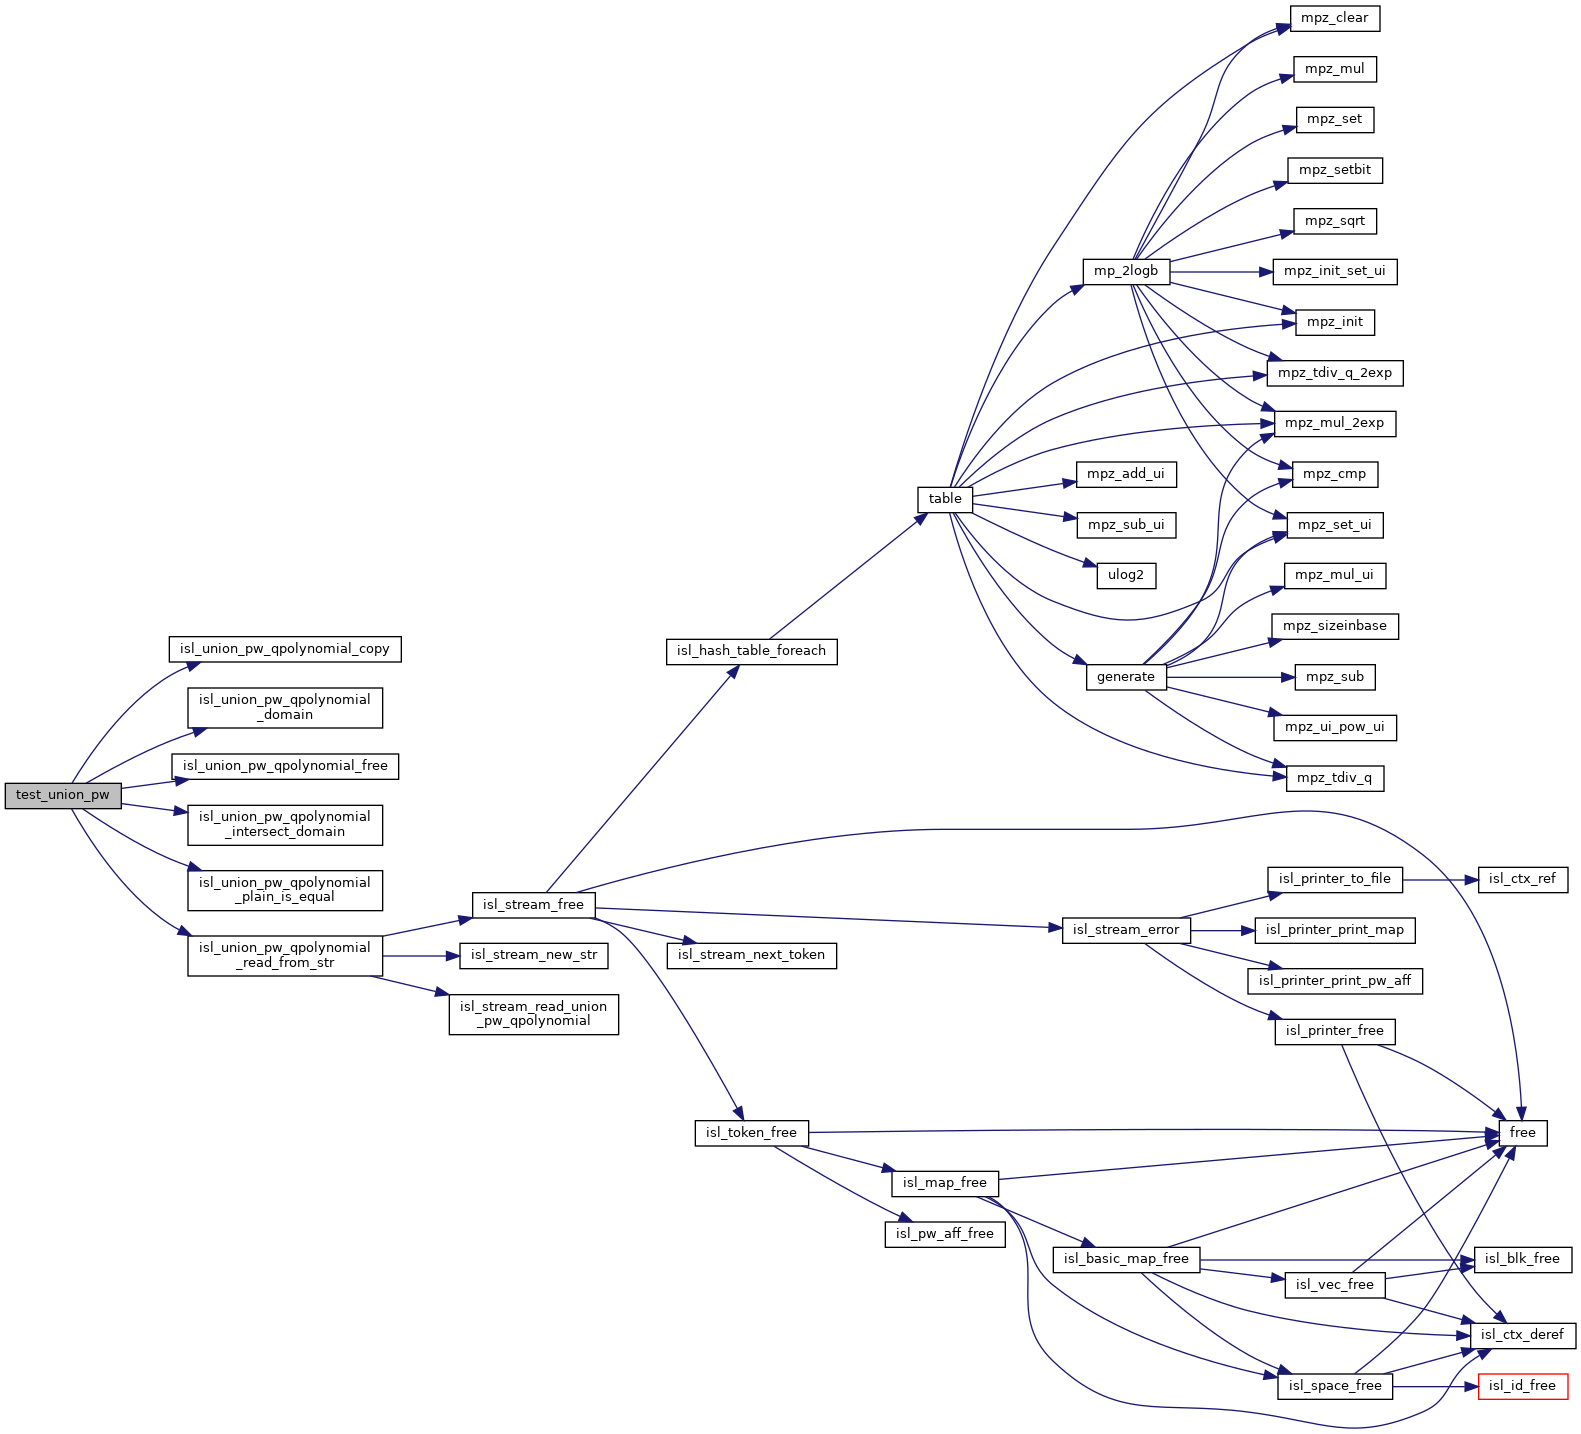 mpz_clear
mpz_mul
mpz_set
mpz_setbit
mpz_sqrt
mp_2logb
mpz_init_set_ui
mpz_init
mpz_tdiv_q_2exp
mpz_mul_2exp
mpz_add_ui
mpz_cmp
table
mpz_sub_ui
mpz_set_ui
ulog2
mpz_mul_ui
mpz_sizeinbase
isl_union_pw_qpolynomial_copy
isl_hash_table_foreach
generate
mpz_sub
isl_union_pw_qpolynomial
_domain
mpz_ui_pow_ui
isl_union_pw_qpolynomial_free
mpz_tdiv_q
test_union_pw
isl_union_pw_qpolynomial
_intersect_domain
isl_union_pw_qpolynomial
_plain_is_equal
isl_printer_to_file
isl_ctx_ref
isl_stream_free
isl_stream_error
isl_printer_print_map
isl_union_pw_qpolynomial
_read_from_str
isl_stream_new_str
isl_stream_next_token
isl_printer_print_pw_aff
isl_stream_read_union
_pw_qpolynomial
isl_printer_free
isl_token_free
free
isl_map_free
isl_pw_aff_free
isl_basic_map_free
isl_blk_free
isl_vec_free
isl_ctx_deref
isl_space_free
isl_id_free